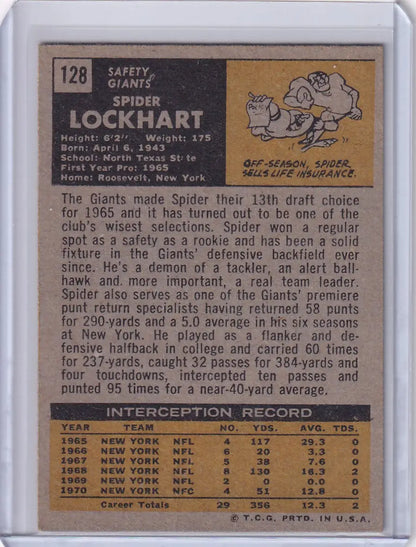 128
SAFETY
GIANTS
SPIDER
LOCKHART
Height: 6'2" Weight: 175
Born: April 6, 1943
School: North Texas State
First Year Pro: 1965
Home: Roosevelt, New York
OFF-SEASON, SPIDER
SELLS LIFE INSURANCE.
The Giants made Spider their 13th draft choice
for 1965 and it has turned out to be one of the
club's wisest selections. Spider won a regular
spot as a safety as a rookie and has been a solid
fixture in the Giants' defensive backfield ever
since. He's a demon of a tackler, an alert ball-
hawk and, more important, a real team leader.
Spider also serves as one of the Giants' premiere
punt return specialists having returned 58 punts
for 290-yards and a 5.0 average in his six seasons
at New York. He played as a flanker and de-
fensive halfback in college and carried 60 times
for 237-yards, caught 32 passes for 384-yards and
four touchdowns, intercepted ten passes and
punted 95 times for a near-40-yard average.
INTERCEPTION RECORD
YEAR TEAM NO. YDS. AVG. TDS
1965 NEW YORK NFL 4 117 29.3 0
1966 NEW YORK NFL 6 20 3.3 0
1967 NEW YORK NFL 5 38 7.6 0
1968 NEW YORK NFL 8 130 16.3 2
1969 NEW YORK NFL 2 0 0.0 0
1970 NEW YORK NFC 4 51 12.8 0
Career Totals 29 356 12.3 2
© T.C.G. PRTD. IN U.S.A.